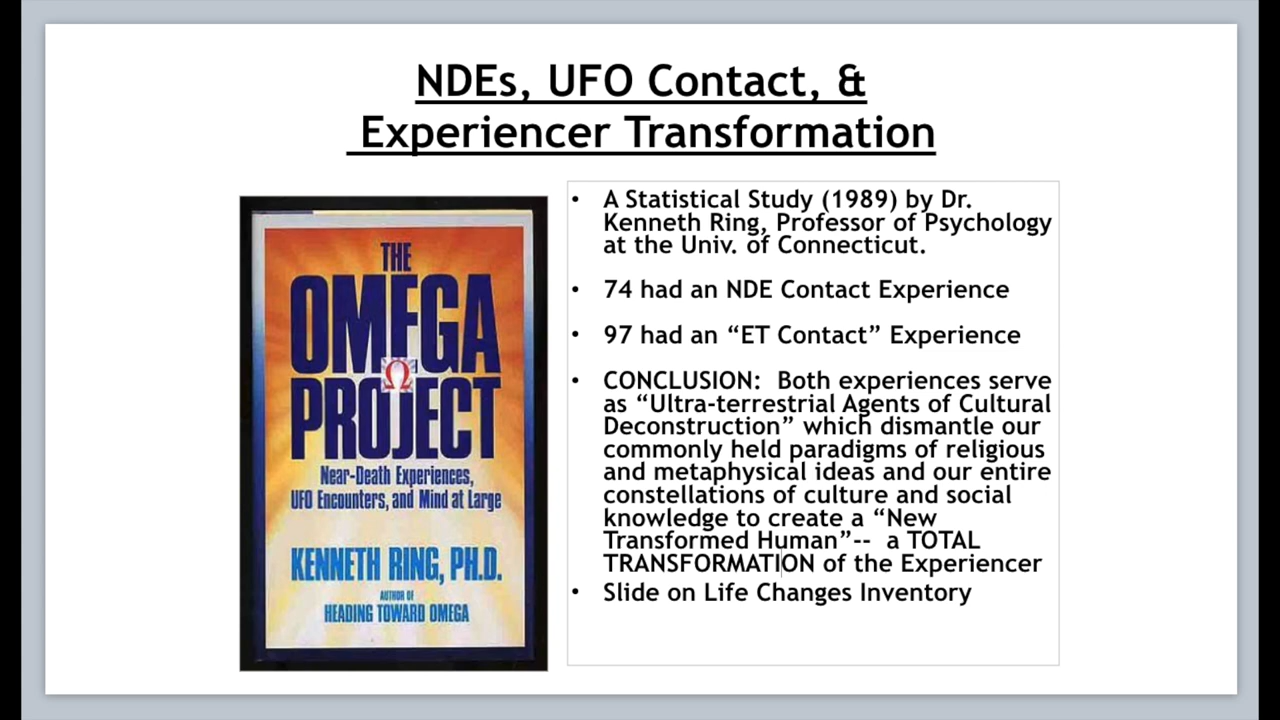 NDEs, UFO Contact, &
Experiencer Transformation
THE
OMEGA
Ω
PROJECT
Near-Death Experiences,
UFO Encounters, and Mind at Large
KENNETH RING, PH.D.
AUTHOR OF
HEADING TOWARD OMEGA
• A Statistical Study (1989) by Dr.
Kenneth Ring, Professor of Psychology
at the Univ. of Connecticut.
• 74 had an NDE Contact Experience
• 97 had an “ET Contact” Experience
• CONCLUSION:  Both experiences serve
as “Ultra-terrestrial Agents of Cultural
Deconstruction” which dismantle our
commonly held paradigms of religious
and metaphysical ideas and our entire
constellations of culture and social
knowledge to create a “New
Transformed Human”--  a TOTAL
TRANSFORMATION of the Experiencer
• Slide on Life Changes Inventory